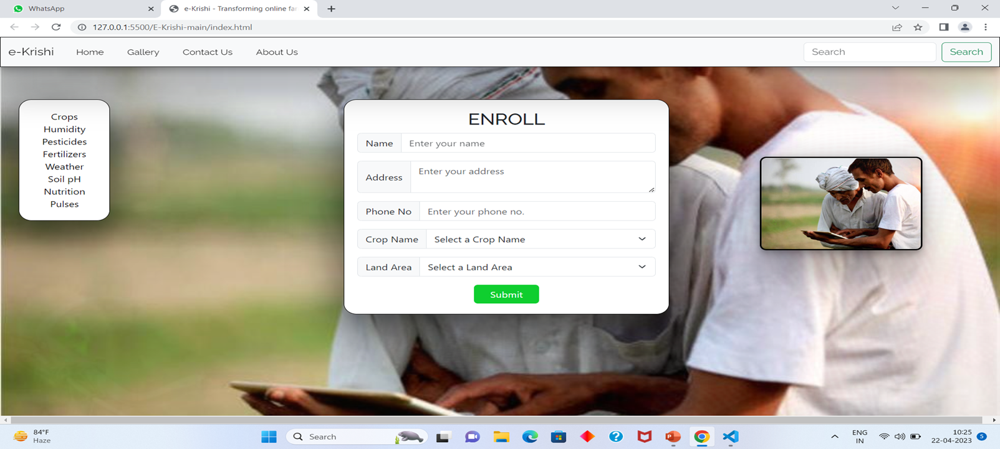 WhatsApp
e-Krishi - Transforming online far
127.0.0.1:5500/E-Krishi-main/index.html
e-Krishi Home Gallery Contact Us About Us Search Search
Crops
Humidity
Pesticides
Fertilizers
Weather
Soil pH
Nutrition
Pulses
ENROLL
Name Enter your name
Address Enter your address
Phone No Enter your phone no.
Crop Name Select a Crop Name
Land Area Select a Land Area
Submit
84°F
Haze
Search
ENG
IN
10:25
22-04-2023
5